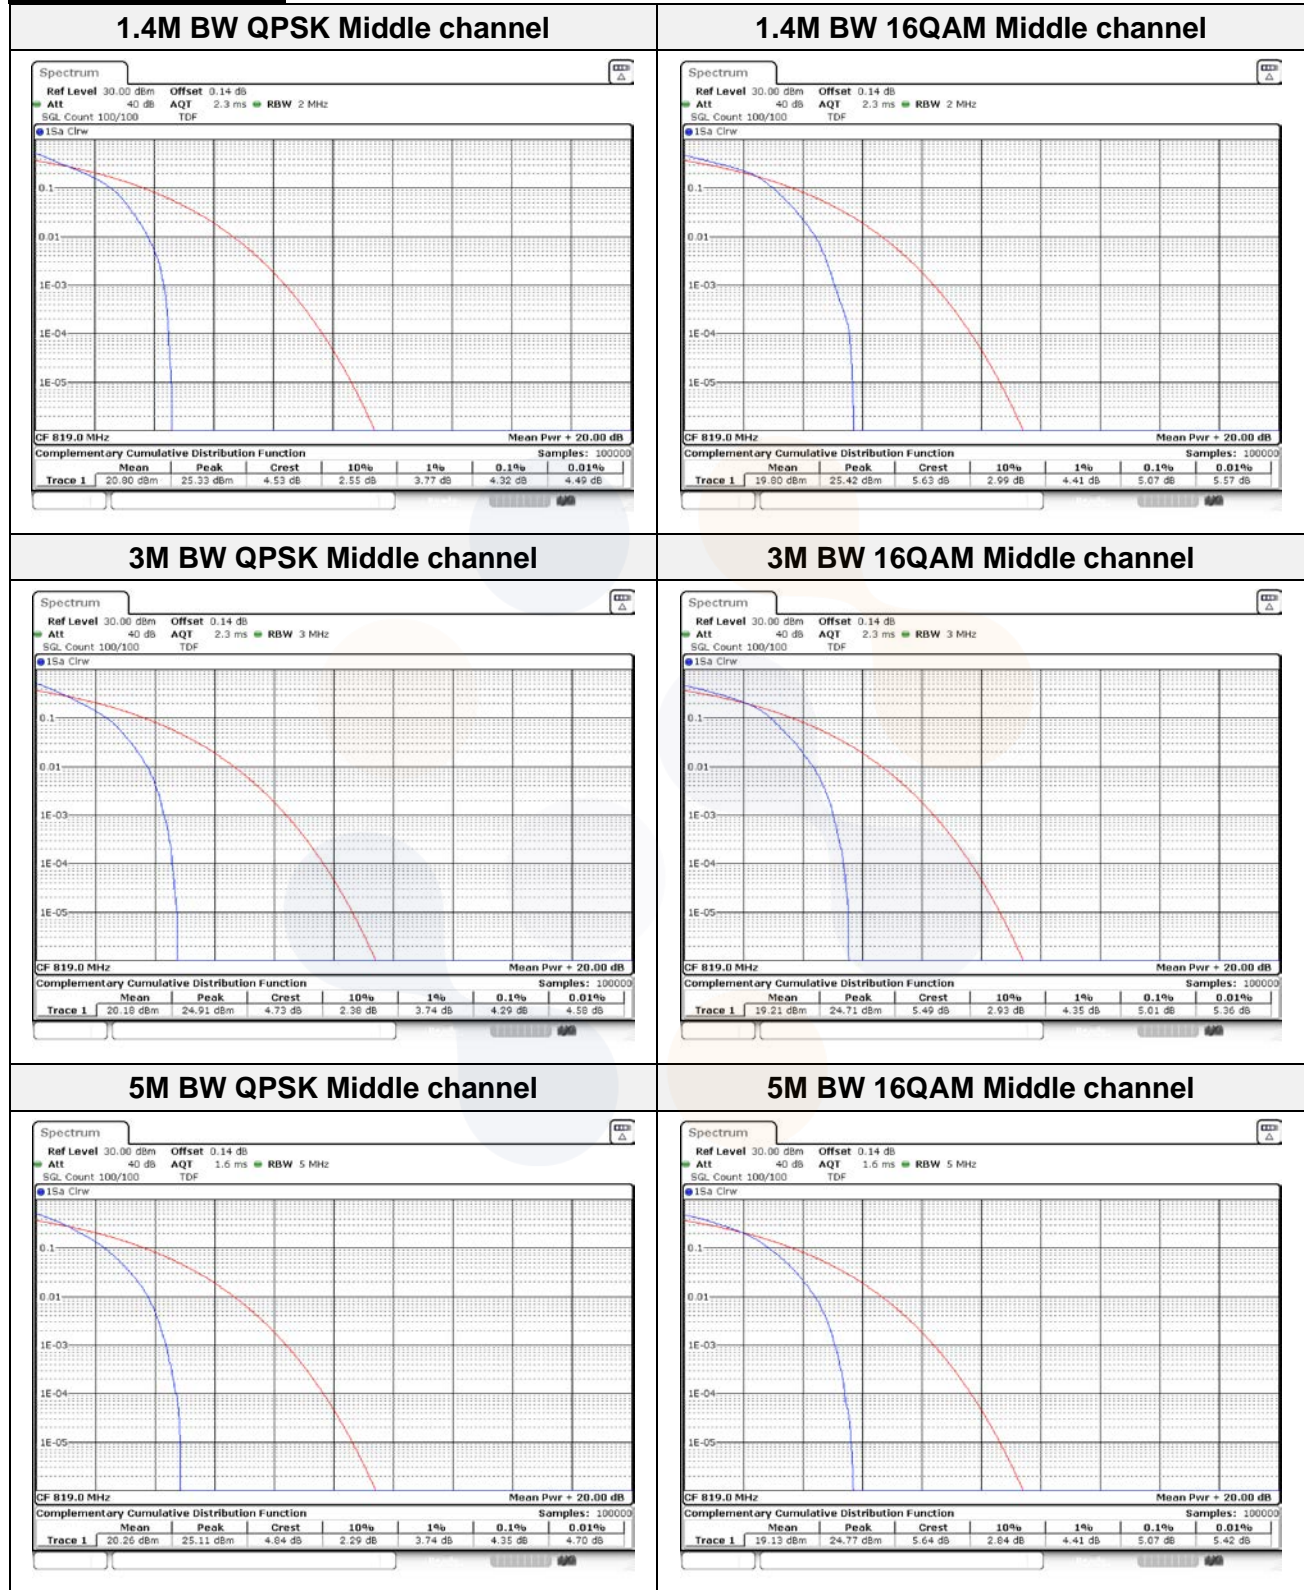 1.4M BW QPSK Middle channel
1.4M BW 16QAM Middle channel
Spectrum
Ref Level 30.00 dBm Offset 0.14 dB
Att 40 dB AQT 2.3 ms RBW 2 MHz
SGL Count 100/100 TDF
1Sa Clrw
0.1
0.01
1E-03
1E-04
1E-05
CF 819.0 MHz Mean Pwr + 20.00 dB
Complementary Cumulative Distribution Function Samples: 100000
Mean Peak Crest 10% 1% 0.1% 0.01%
Trace 1 20.80 dBm 25.33 dBm 4.53 dB 2.55 dB 3.77 dB 4.32 dB 4.49 dB
Spectrum
Ref Level 30.00 dBm Offset 0.14 dB
Att 40 dB AQT 2.3 ms RBW 2 MHz
SGL Count 100/100 TDF
1Sa Clrw
0.1
0.01
1E-03
1E-04
1E-05
CF 819.0 MHz Mean Pwr + 20.00 dB
Complementary Cumulative Distribution Function Samples: 100000
Mean Peak Crest 10% 1% 0.1% 0.01%
Trace 1 19.80 dBm 25.42 dBm 5.63 dB 2.99 dB 4.41 dB 5.07 dB 5.57 dB
3M BW QPSK Middle channel
3M BW 16QAM Middle channel
Spectrum
Ref Level 30.00 dBm Offset 0.14 dB
Att 40 dB AQT 2.3 ms RBW 3 MHz
SGL Count 100/100 TDF
1Sa Clrw
0.1
0.01
1E-03
1E-04
1E-05
CF 819.0 MHz Mean Pwr + 20.00 dB
Complementary Cumulative Distribution Function Samples: 100000
Mean Peak Crest 10% 1% 0.1% 0.01%
Trace 1 20.18 dBm 24.91 dBm 4.73 dB 2.38 dB 3.74 dB 4.29 dB 4.58 dB
Spectrum
Ref Level 30.00 dBm Offset 0.14 dB
Att 40 dB AQT 2.3 ms RBW 3 MHz
SGL Count 100/100 TDF
1Sa Clrw
0.1
0.01
1E-03
1E-04
1E-05
CF 819.0 MHz Mean Pwr + 20.00 dB
Complementary Cumulative Distribution Function Samples: 100000
Mean Peak Crest 10% 1% 0.1% 0.01%
Trace 1 19.21 dBm 24.71 dBm 5.49 dB 2.93 dB 4.35 dB 5.01 dB 5.36 dB
5M BW QPSK Middle channel
5M BW 16QAM Middle channel
Spectrum
Ref Level 30.00 dBm Offset 0.14 dB
Att 40 dB AQT 1.6 ms RBW 5 MHz
SGL Count 100/100 TDF
1Sa Clrw
0.1
0.01
1E-03
1E-04
1E-05
CF 819.0 MHz Mean Pwr + 20.00 dB
Complementary Cumulative Distribution Function Samples: 100000
Mean Peak Crest 10% 1% 0.1% 0.01%
Trace 1 20.26 dBm 25.11 dBm 4.84 dB 2.29 dB 3.74 dB 4.35 dB 4.70 dB
Spectrum
Ref Level 30.00 dBm Offset 0.14 dB
Att 40 dB AQT 1.6 ms RBW 5 MHz
SGL Count 100/100 TDF
1Sa Clrw
0.1
0.01
1E-03
1E-04
1E-05
CF 819.0 MHz Mean Pwr + 20.00 dB
Complementary Cumulative Distribution Function Samples: 100000
Mean Peak Crest 10% 1% 0.1% 0.01%
Trace 1 19.13 dBm 24.77 dBm 5.64 dB 2.84 dB 4.41 dB 5.07 dB 5.42 dB